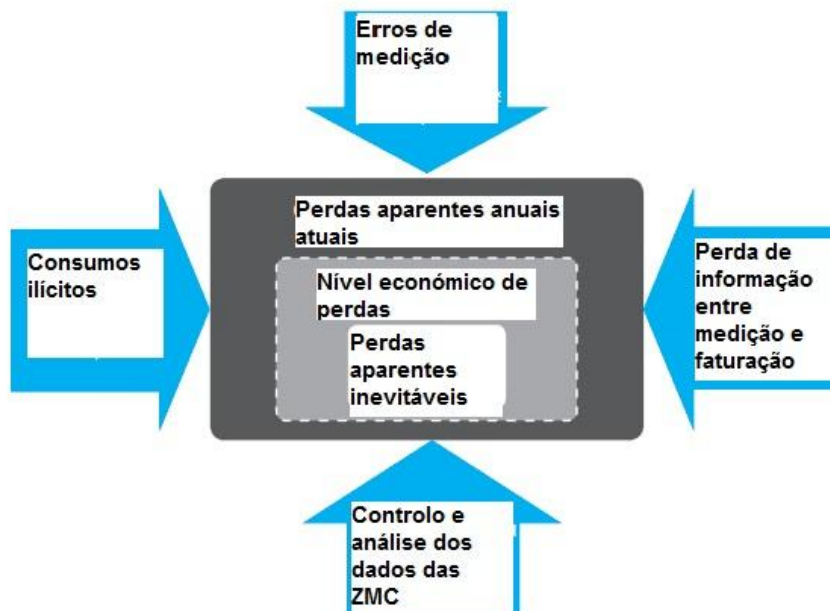 Erros de
medição
Perdas aparentes anuais
atuais
Consumos
ilícitos
Nível económico de
perdas
Perda de
informação
entre
medição e
faturação
Perdas
aparentes
inevitáveis
Controlo e
análise dos
dados das
ZMC